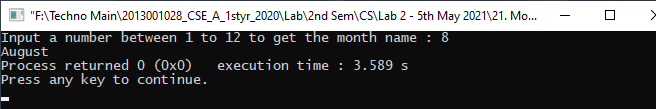 "F:\Techno Main\2013001028_CSE_A_1styr_2020\Lab\2nd Sem\CS\Lab 2 - 5th May 2021\21. Mo...
Input a number between 1 to 12 to get the month name : 8
August
Process returned 0 (0x0)   execution time : 3.589 s
Press any key to continue.